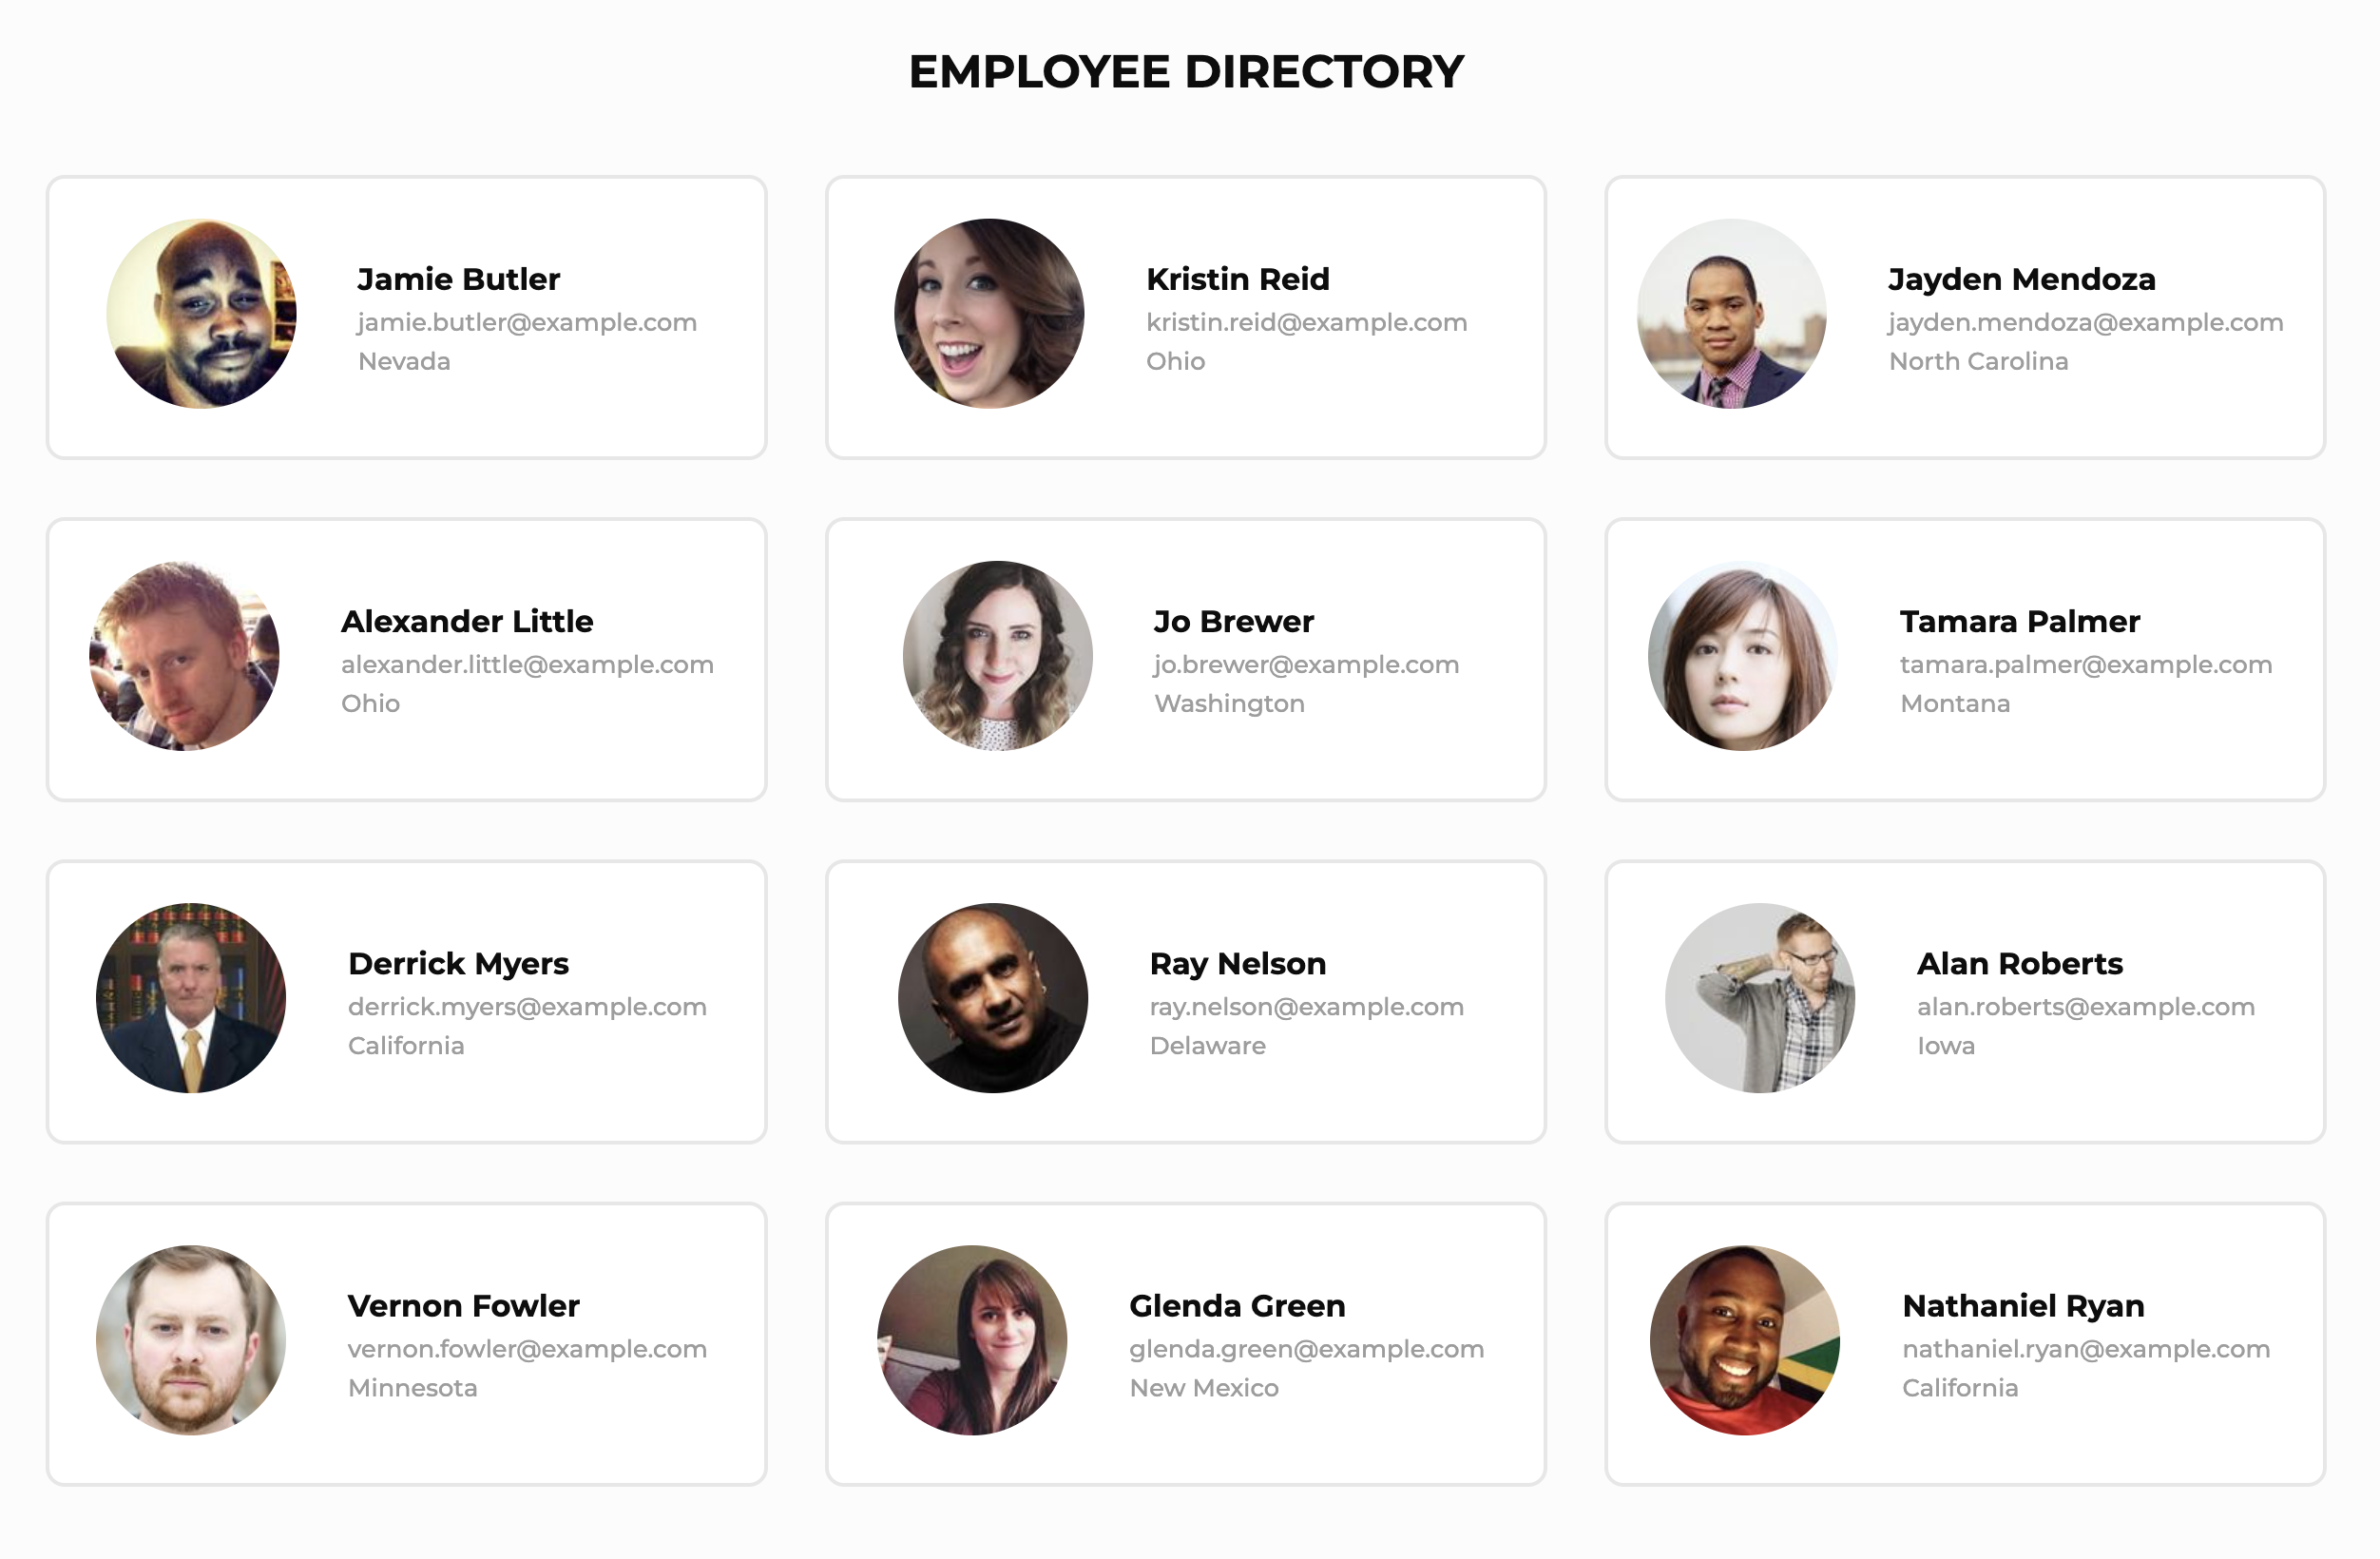 EMPLOYEE DIRECTORY
Jamie Butler
jamie.butler@example.com
Nevada
Kristin Reid
kristin.reid@example.com
Ohio
Jayden Mendoza
jayden.mendoza@example.com
North Carolina
Alexander Little
alexander.little@example.com
Ohio
Jo Brewer
jo.brewer@example.com
Washington
Tamara Palmer
tamara.palmer@example.com
Montana
Derrick Myers
derrick.myers@example.com
California
Ray Nelson
ray.nelson@example.com
Delaware
Alan Roberts
alan.roberts@example.com
Iowa
Vernon Fowler
vernon.fowler@example.com
Minnesota
Glenda Green
glenda.green@example.com
New Mexico
Nathaniel Ryan
nathaniel.ryan@example.com
California